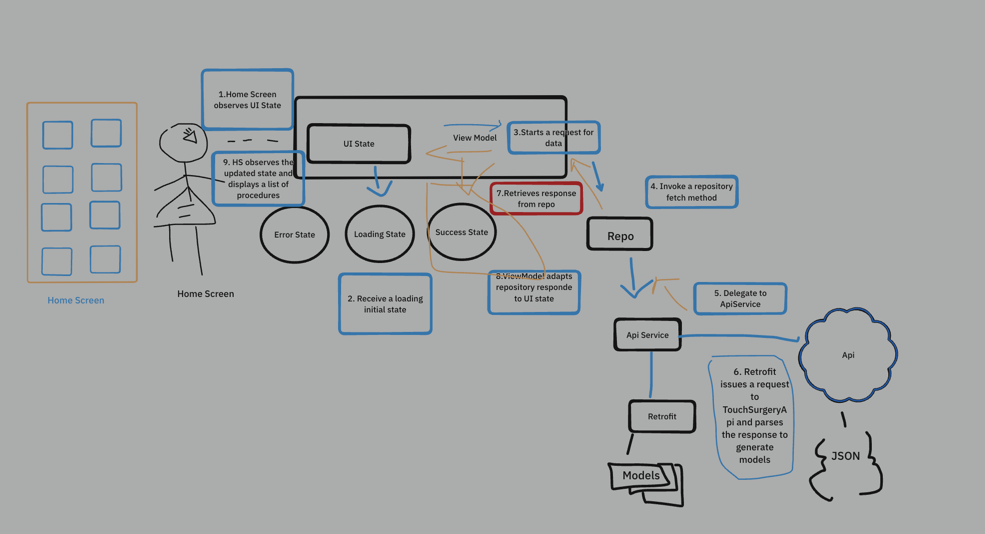 1.Home Screen
observes UI State
UI State
View Model
3.Starts a request for
data
9. HS observes the
updated state and
displays a list of
procedures
7.Retrieves response
from repo
4. Invoke a repository
fetch method
Error State
Loading State
Success State
Repo
Home Screen
Home Screen
2. Receive a loading
initial state
8.ViewModel adapts
repository responde
to UI state
5. Delegate to
ApiService
Api Service
Api
6. Retrofit
issues a request
to
TouchSurgeryA
pi and parses
the response to
generate
models
Retrofit
Models
JSON